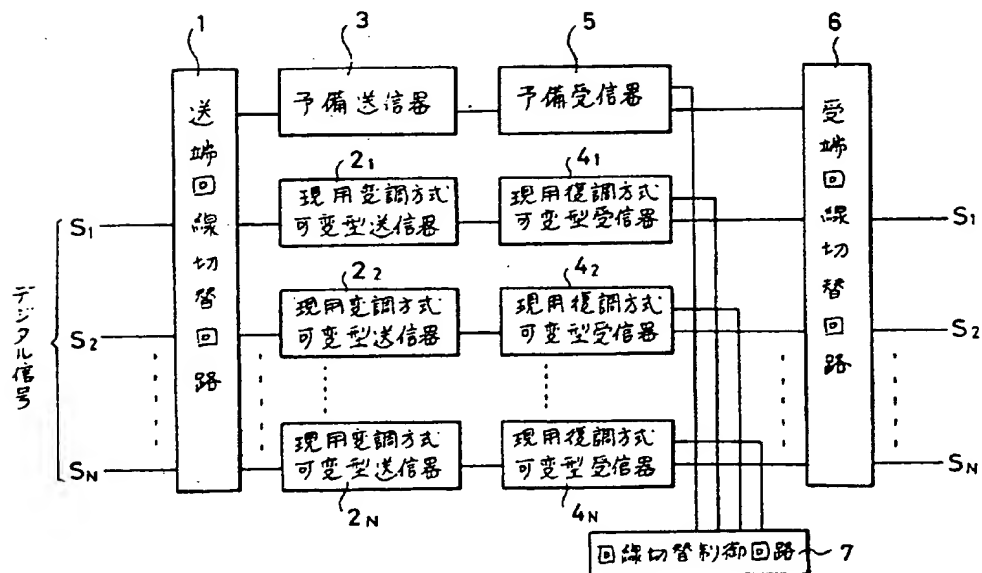 1
3
5
6
送端回線切替回路
予備送信器
予備受信器
受端回線切替回路
2₁
4₁
現用変調方式
可変型送信器
現用復調方式
可変型受信器
S₁
S₁
2₂
4₂
現用変調方式
可変型送信器
現用復調方式
可変型受信器
デジタル信号
S₂
S₂
現用変調方式
可変型送信器
現用復調方式
可変型受信器
S_N
S_N
2_N
4_N
回線切替制御回路
7